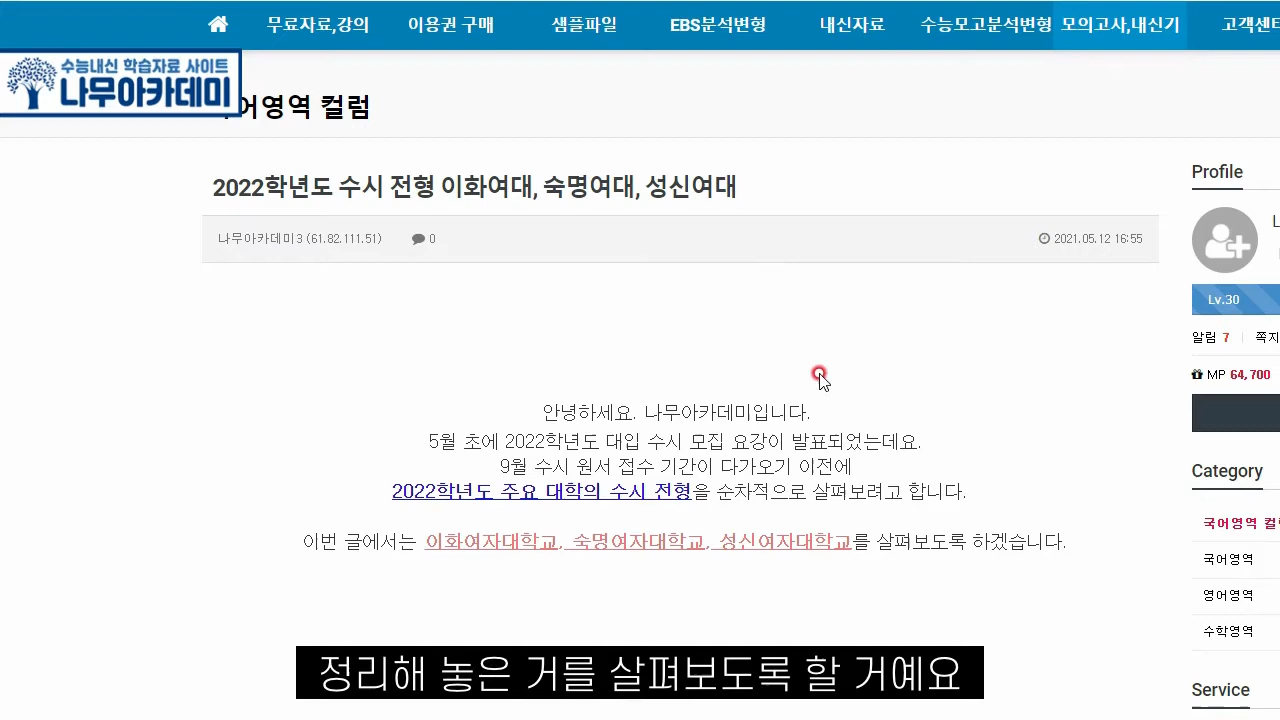 무료자료,강의 이용권 구매 샘플파일 EBS분석변형 내신자료 수능모고분석변형 모의고사,내신기 고객센터
수능내신 학습자료 사이트
나무아카데미
어영역 컬럼
2022학년도 수시 전형 이화여대, 숙명여대, 성신여대
나무아카데미3 (61.82.111.51) 0 2021.05.12 16:55
안녕하세요. 나무아카데미입니다.
5월 초에 2022학년도 대입 수시 모집 요강이 발표되었는데요.
9월 수시 원서 접수 기간이 다가오기 이전에
2022학년도 주요 대학의 수시 전형을 순차적으로 살펴보려고 합니다.
이번 글에서는 이화여자대학교, 숙명여자대학교, 성신여자대학교를 살펴보도록 하겠습니다.
정리해 놓은 거를 살펴보도록 할 거예요
Profile
Lv.30
알림 7 쪽지
MP 64,700
Category
국어영역 컬럼
국어영역
영어영역
수학영역
Service